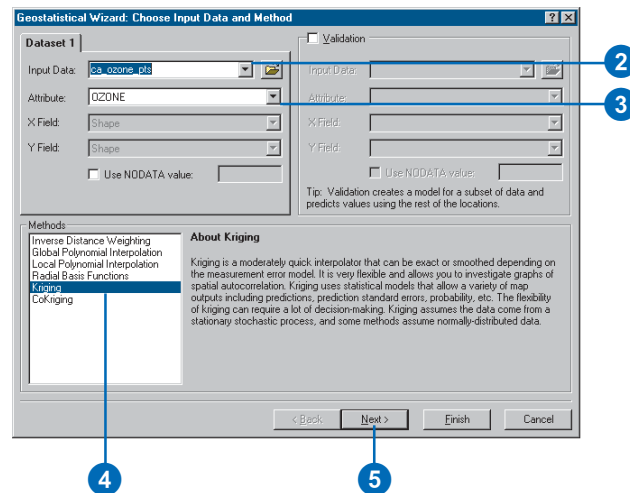 Geostatistical Wizard: Choose Input Data and Method
Dataset 1
Input Data:
ca_ozone_pts
Attribute:
OZONE
X Field:
Shape
Y Field:
Shape
Use NODATA value:
Validation
Input Data:
Attribute:
X Field:
Y Field:
Use NODATA value:
Tip: Validation creates a model for a subset of data and
predicts values using the rest of the locations.
2
3
Methods
Inverse Distance Weighting
Global Polynomial Interpolation
Local Polynomial Interpolation
Radial Basis Functions
Kriging
CoKriging
About Kriging
Kriging is a moderately quick interpolator that can be exact or smoothed depending on
the measurement error model. It is very flexible and allows you to investigate graphs of
spatial autocorrelation. Kriging uses statistical models that allow a variety of map
outputs including predictions, prediction standard errors, probability, etc. The flexibility
of kriging can require a lot of decision-making. Kriging assumes the data come from a
stationary stochastic process, and some methods assume normally-distributed data.
< Back
Next >
Finish
Cancel
4
5